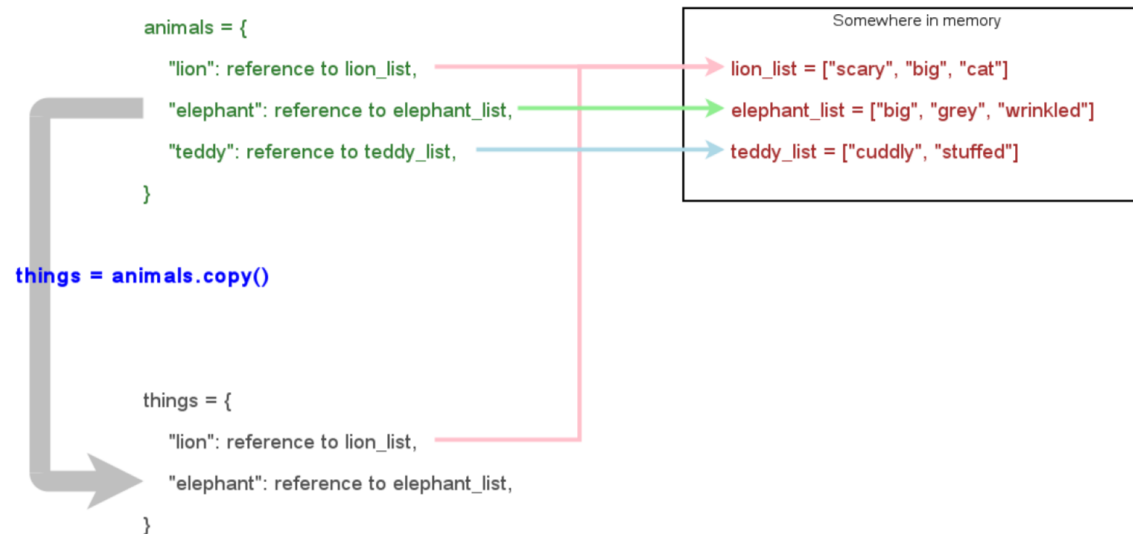 animals = {
"lion": reference to lion_list,
"elephant": reference to elephant_list,
"teddy": reference to teddy_list,
}
Somewhere in memory
lion_list = ["scary", "big", "cat"]
elephant_list = ["big", "grey", "wrinkled"]
teddy_list = ["cuddly", "stuffed"]
things = animals.copy()
things = {
"lion": reference to lion_list,
"elephant": reference to elephant_list,
}